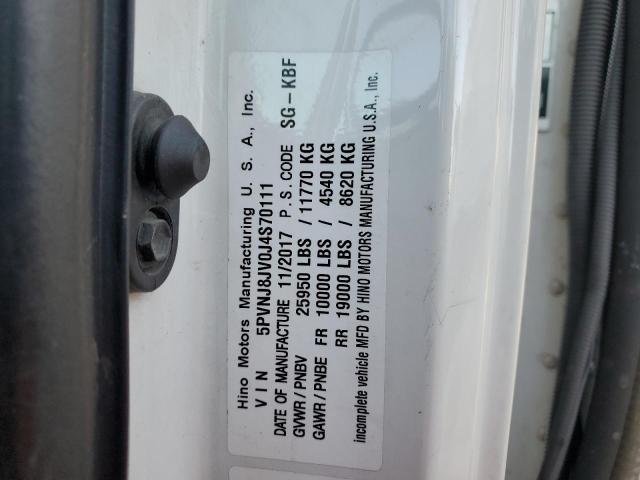 Hino Motors Manufacturing U. S. A., Inc.
VIN 5PVNJ8JV0J4S70111
DATE OF MANUFACTURE 11/2017 P.S.CODE SG-KBF
GVWR/PNBV 25950 LBS / 11770 KG
GAWR/PNBE FR 10000 LBS / 4540 KG
RR 19000 LBS / 8620 KG
incomplete vehicle MFD BY HINO MOTORS MANUFACTURING U.S.A., Inc.